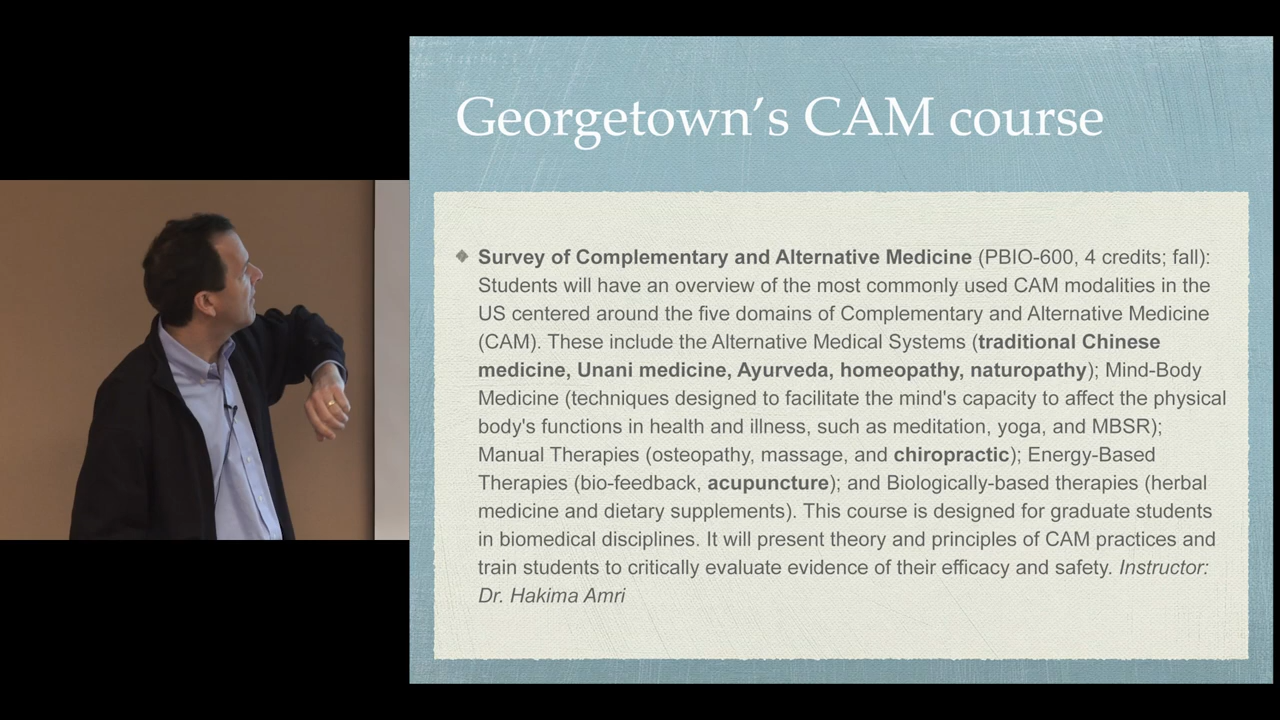 Georgetown’s CAM course
❖ Survey of Complementary and Alternative Medicine (PBIO-600, 4 credits; fall):
Students will have an overview of the most commonly used CAM modalities in the
US centered around the five domains of Complementary and Alternative Medicine
(CAM). These include the Alternative Medical Systems (traditional Chinese
medicine, Unani medicine, Ayurveda, homeopathy, naturopathy); Mind-Body
Medicine (techniques designed to facilitate the mind's capacity to affect the physical
body's functions in health and illness, such as meditation, yoga, and MBSR);
Manual Therapies (osteopathy, massage, and chiropractic); Energy-Based
Therapies (bio-feedback, acupuncture); and Biologically-based therapies (herbal
medicine and dietary supplements). This course is designed for graduate students
in biomedical disciplines. It will present theory and principles of CAM practices and
train students to critically evaluate evidence of their efficacy and safety. Instructor:
Dr. Hakima Amri